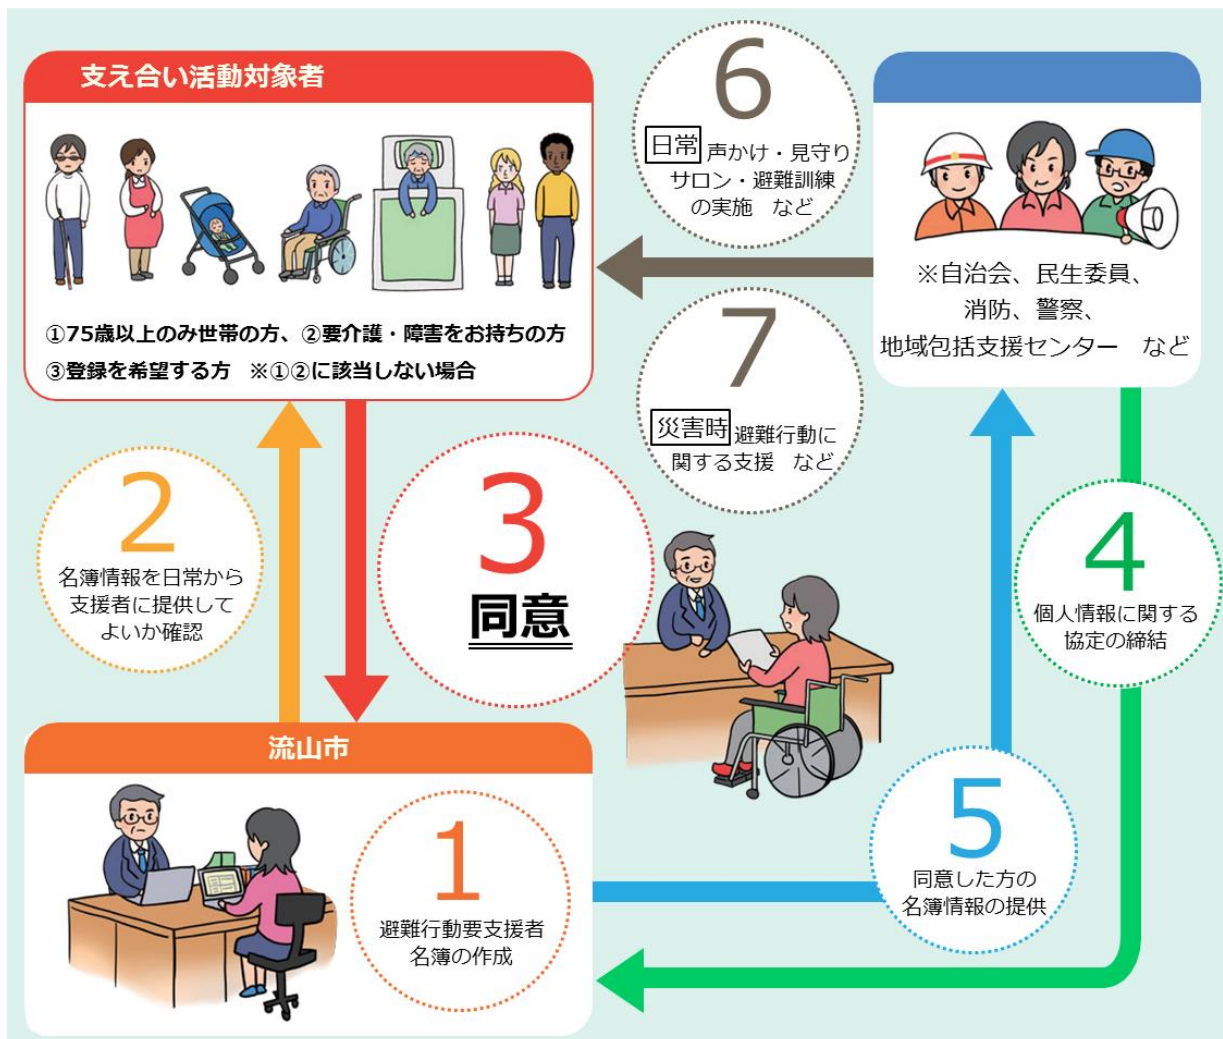 支え合い活動対象者
①75歳以上のみ世帯の方、②要介護・障害をお持ちの方
③登録を希望する方　※①②に該当しない場合
6
日常 声かけ・見守り
サロン・避難訓練
の実施　など
7
災害時 避難行動に
関する支援　など
※自治会、民生委員、
消防、警察、
地域包括支援センター　など
2
名簿情報を日常から
支援者に提供して
よいか確認
3
同意
4
個人情報に関する
協定の締結
流山市
1
避難行動要支援者
名簿の作成
5
同意した方の
名簿情報の提供